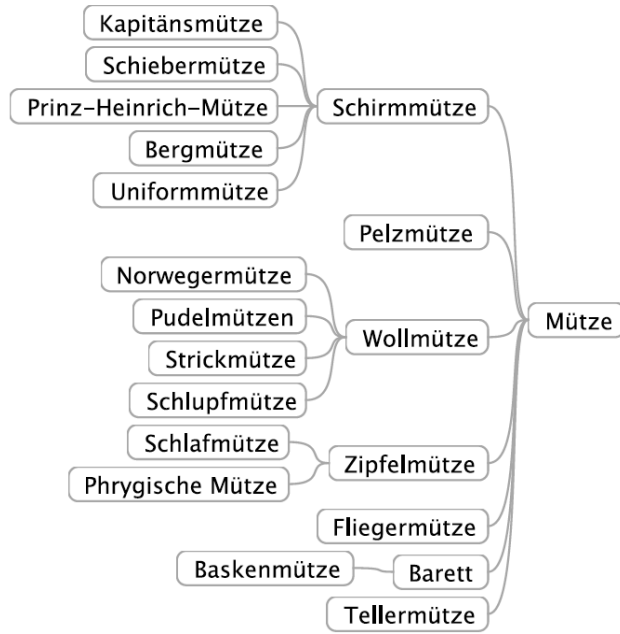 Kapitänsmütze
Schiebermütze
Prinz-Heinrich-Mütze
Schirmmütze
Bergmütze
Uniformmütze
Pelzmütze
Norwegermütze
Pudelmützen
Wollmütze
Mütze
Strickmütze
Schlupfmütze
Schlafmütze
Zipfelmütze
Phrygische Mütze
Fliegermütze
Baskenmütze
Barett
Tellermütze